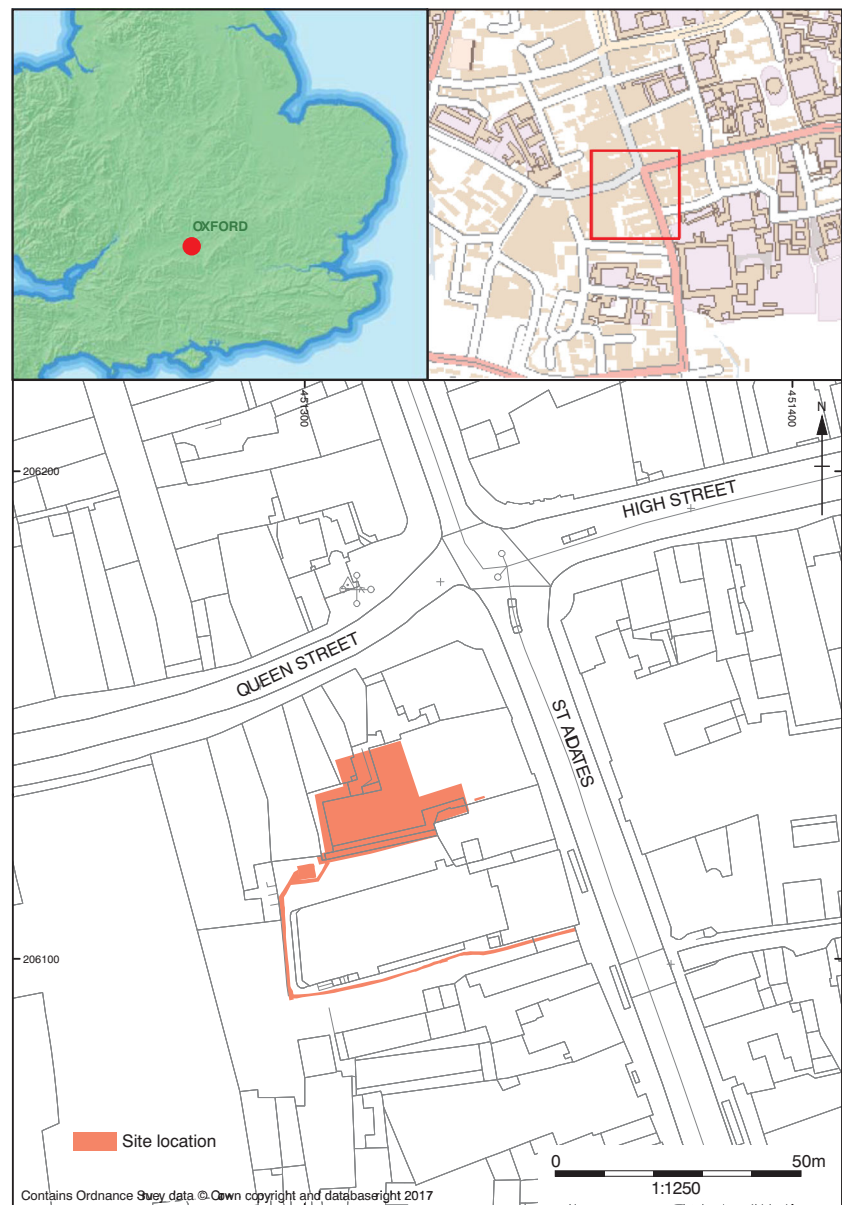 OXFORD
451300
451400
N
206200
HIGH STREET
QUEEN STREET
ST ADATES
206100
Site location
0 50m
1:1250
Contains Ordnance Survey data © Crown copyright and database right 2017